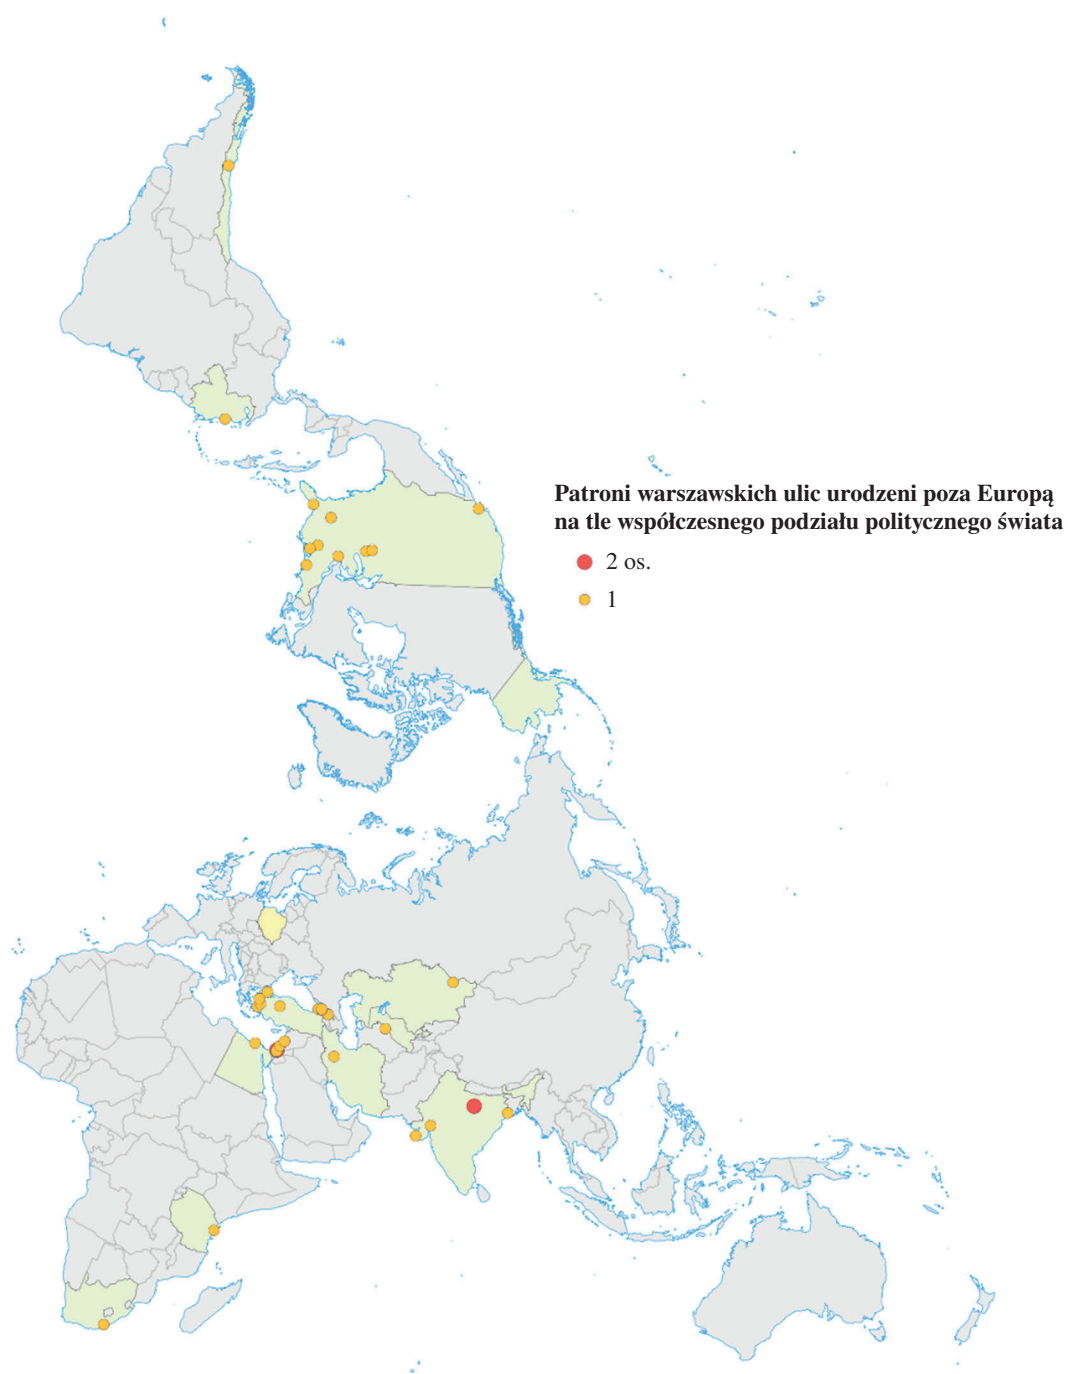 Patroni warszawskich ulic urodzeni poza Europą
na tle współczesnego podziału politycznego świata
2 os.
1